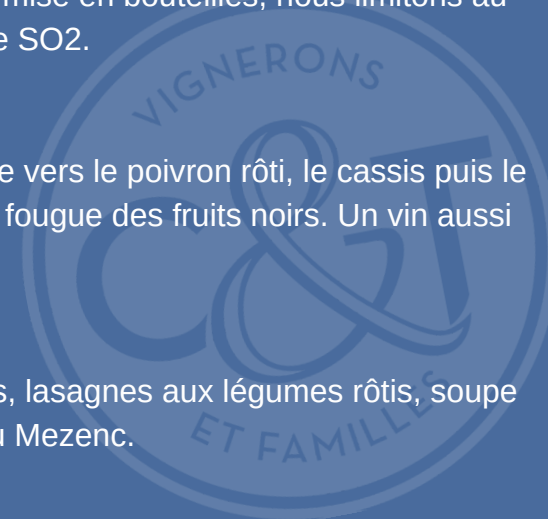 mise en bouteilles, nous limitons au
e SO2.
VIGNERONS
e vers le poivron rôti, le cassis puis le
fougue des fruits noirs. Un vin aussi
C&T
s, lasagnes aux légumes rôtis, soupe
u Mezenc.
ET FAMILLES